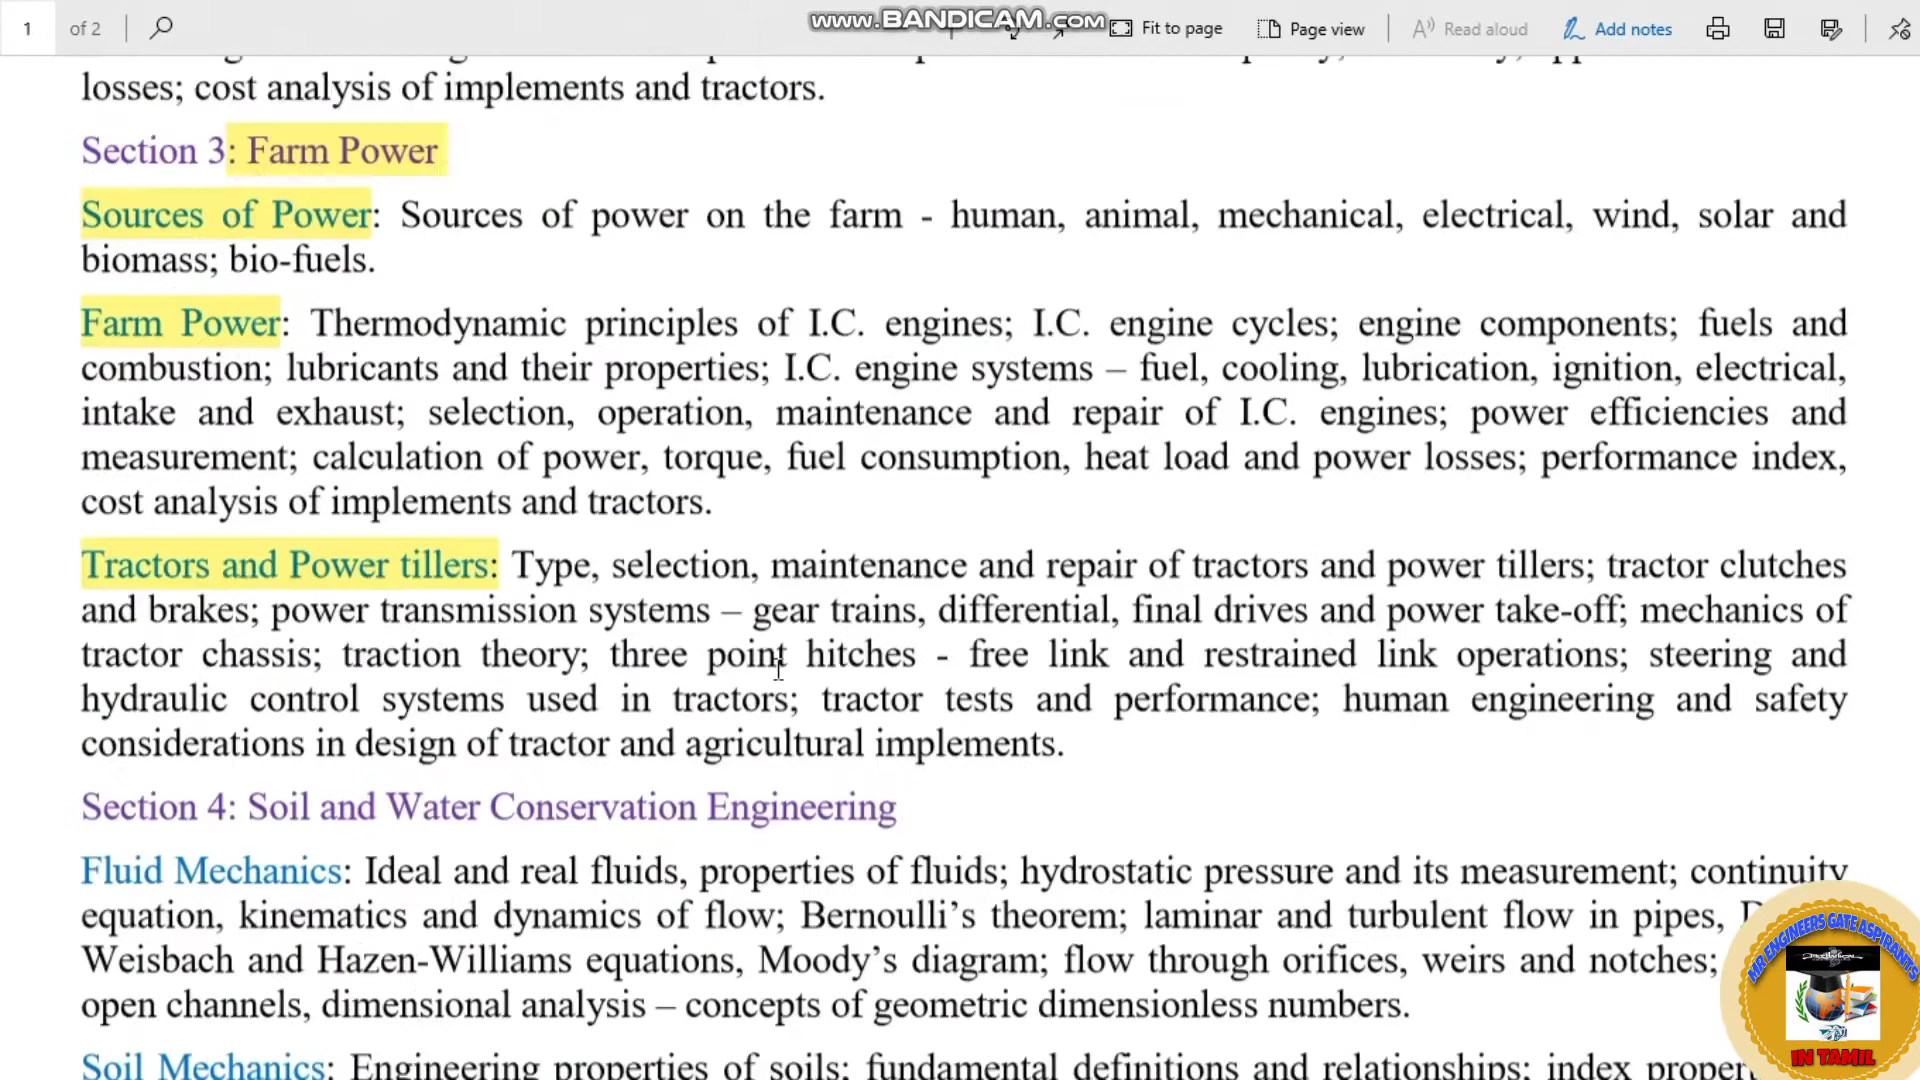 1 of 2 Fit to page Page view Read aloud Add notes
www.BANDICAM.com
losses; cost analysis of implements and tractors.
Section 3: Farm Power
Sources of Power: Sources of power on the farm - human, animal, mechanical, electrical, wind, solar and
biomass; bio-fuels.
Farm Power: Thermodynamic principles of I.C. engines; I.C. engine cycles; engine components; fuels and
combustion; lubricants and their properties; I.C. engine systems – fuel, cooling, lubrication, ignition, electrical,
intake and exhaust; selection, operation, maintenance and repair of I.C. engines; power efficiencies and
measurement; calculation of power, torque, fuel consumption, heat load and power losses; performance index,
cost analysis of implements and tractors.
Tractors and Power tillers: Type, selection, maintenance and repair of tractors and power tillers; tractor clutches
and brakes; power transmission systems – gear trains, differential, final drives and power take-off; mechanics of
tractor chassis; traction theory; three point hitches - free link and restrained link operations; steering and
hydraulic control systems used in tractors; tractor tests and performance; human engineering and safety
considerations in design of tractor and agricultural implements.
Section 4: Soil and Water Conservation Engineering
Fluid Mechanics: Ideal and real fluids, properties of fluids; hydrostatic pressure and its measurement; continuity
equation, kinematics and dynamics of flow; Bernoulli's theorem; laminar and turbulent flow in pipes,
Weisbach and Hazen-Williams equations, Moody's diagram; flow through orifices, weirs and notches;
open channels, dimensional analysis – concepts of geometric dimensionless numbers.
Soil Mechanics: Engineering properties of soils; fundamental definitions and relationships; index
MR ENGINEERS GATE ASPIRANTS
IN TAMIL